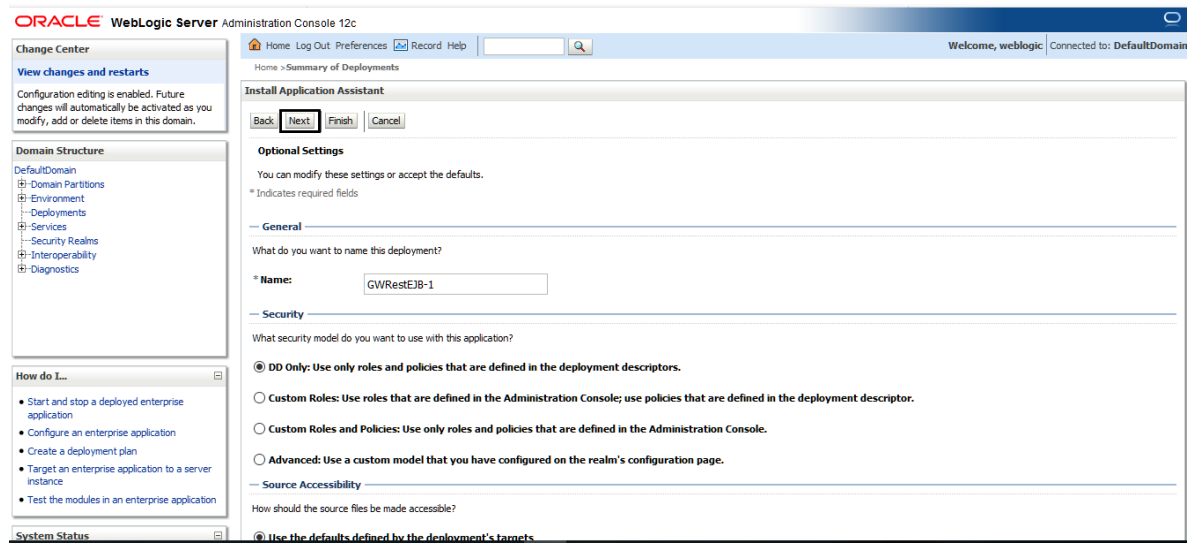 ORACLE WebLogic Server Administration Console 12c
Change Center
View changes and restarts
Configuration editing is enabled. Future
changes will automatically be activated as you
modify, add or delete items in this domain.
Domain Structure
DefaultDomain
Domain Partitions
Environment
Deployments
Services
Security Realms
Interoperability
Diagnostics
How do I...
Start and stop a deployed enterprise
application
Configure an enterprise application
Create a deployment plan
Target an enterprise application to a server
instance
Test the modules in an enterprise application
System Status
Home Log Out Preferences Record Help
Welcome, weblogic Connected to: DefaultDomain
Home >Summary of Deployments
Install Application Assistant
Back Next Finish Cancel
Optional Settings
You can modify these settings or accept the defaults.
* Indicates required fields
General
What do you want to name this deployment?
* Name: GWRestEJB-1
Security
What security model do you want to use with this application?
DD Only: Use only roles and policies that are defined in the deployment descriptors.
Custom Roles: Use roles that are defined in the Administration Console; use policies that are defined in the deployment descriptor.
Custom Roles and Policies: Use only roles and policies that are defined in the Administration Console.
Advanced: Use a custom model that you have configured on the realm's configuration page.
Source Accessibility
How should the source files be made accessible?
Use the defaults defined by the deployment's targets